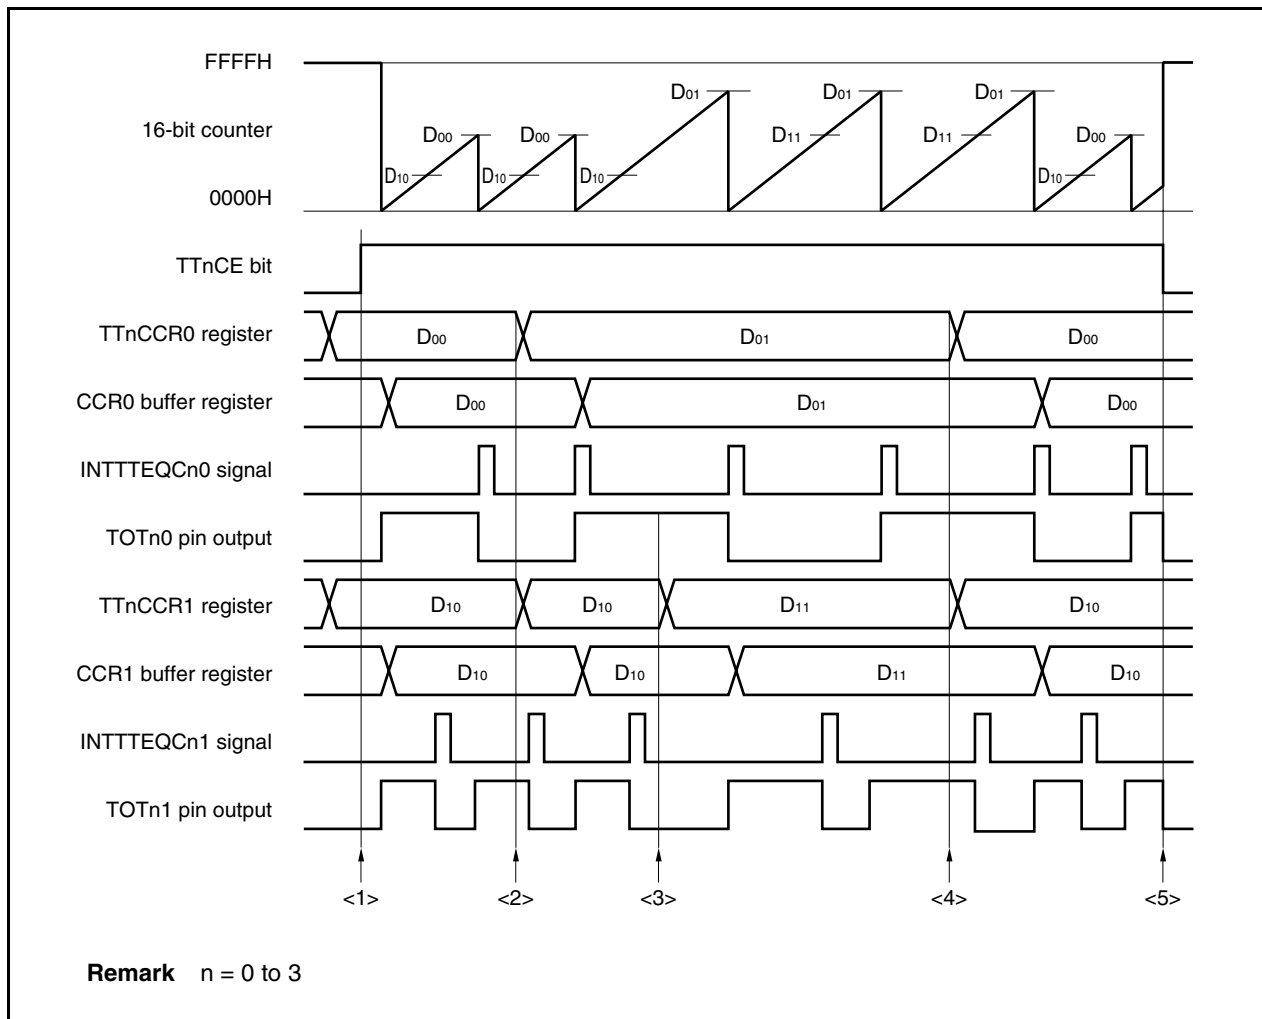 FFFFH
D01 D01 D01
16-bit counter
D00 D00 D11 D11 D00
D10 D10 D10 D10
0000H
TTnCE bit
TTnCCR0 register D00 D01 D00
CCR0 buffer register D00 D01 D00
INTTTEQCn0 signal
TOTn0 pin output
TTnCCR1 register D10 D10 D11 D10
CCR1 buffer register D10 D10 D11 D10
INTTTEQCn1 signal
TOTn1 pin output
<1> <2> <3> <4> <5>
Remark n = 0 to 3